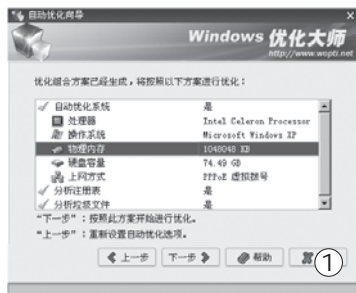 自动优化向导
Windows 优化大师
http://www.wopti.net
优化组合方案已经生成，将按照以下方案进行优化：
自动优化系统 是
处理器 Intel Celeron Processor
操作系统 Microsoft Windows XP
物理内存 1048048 KB
硬盘容量 74.49 GB
上网方式 PPPoE 虚拟拨号
分析注册表 是
分析垃圾文件 是
“下一步”：按照此方案开始进行优化。
“上一步”：重新设置自动优化选项。
上一步 下一步 帮助 1